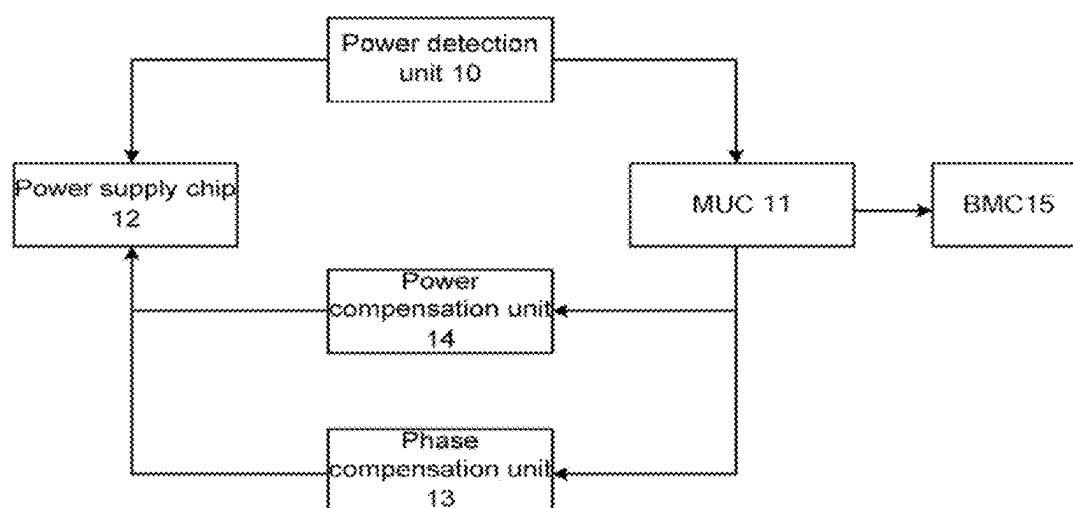 Power detection
unit 10
Power supply chip
12
MUC 11
BMC15
Power
compensation unit
14
Phase
compensation unit
13